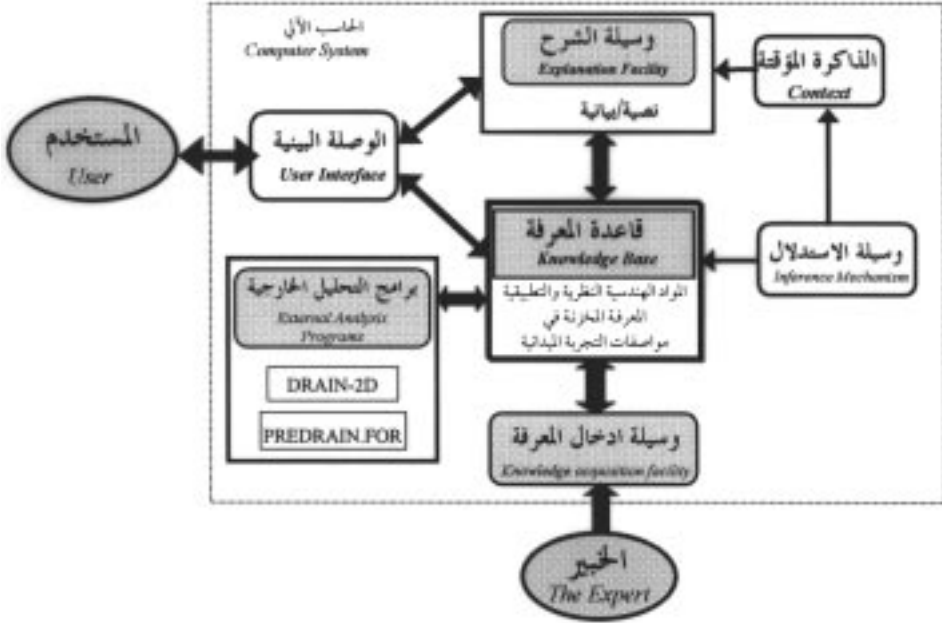 الحاسب الآلي
Computer System
وسيلة الشرح
Explanation Facility
نصية/بيانية
الذاكرة المؤقتة
Context
المستخدم
User
الوصلة البينية
User Interface
قاعدة المعرفة
Knowledge Base
المواد الهندسية النظرية والتطبيقية
المعرفة المخزنة في
مواصفات التجربة الميدانية
وسيلة الاستدلال
Inference Mechanism
برامج التحليل الخارجية
External Analysis
Programs
DRAIN-2D
PREDRAIN.FOR
وسيلة ادخال المعرفة
Knowledge acquisition facility
الخبير
The Expert